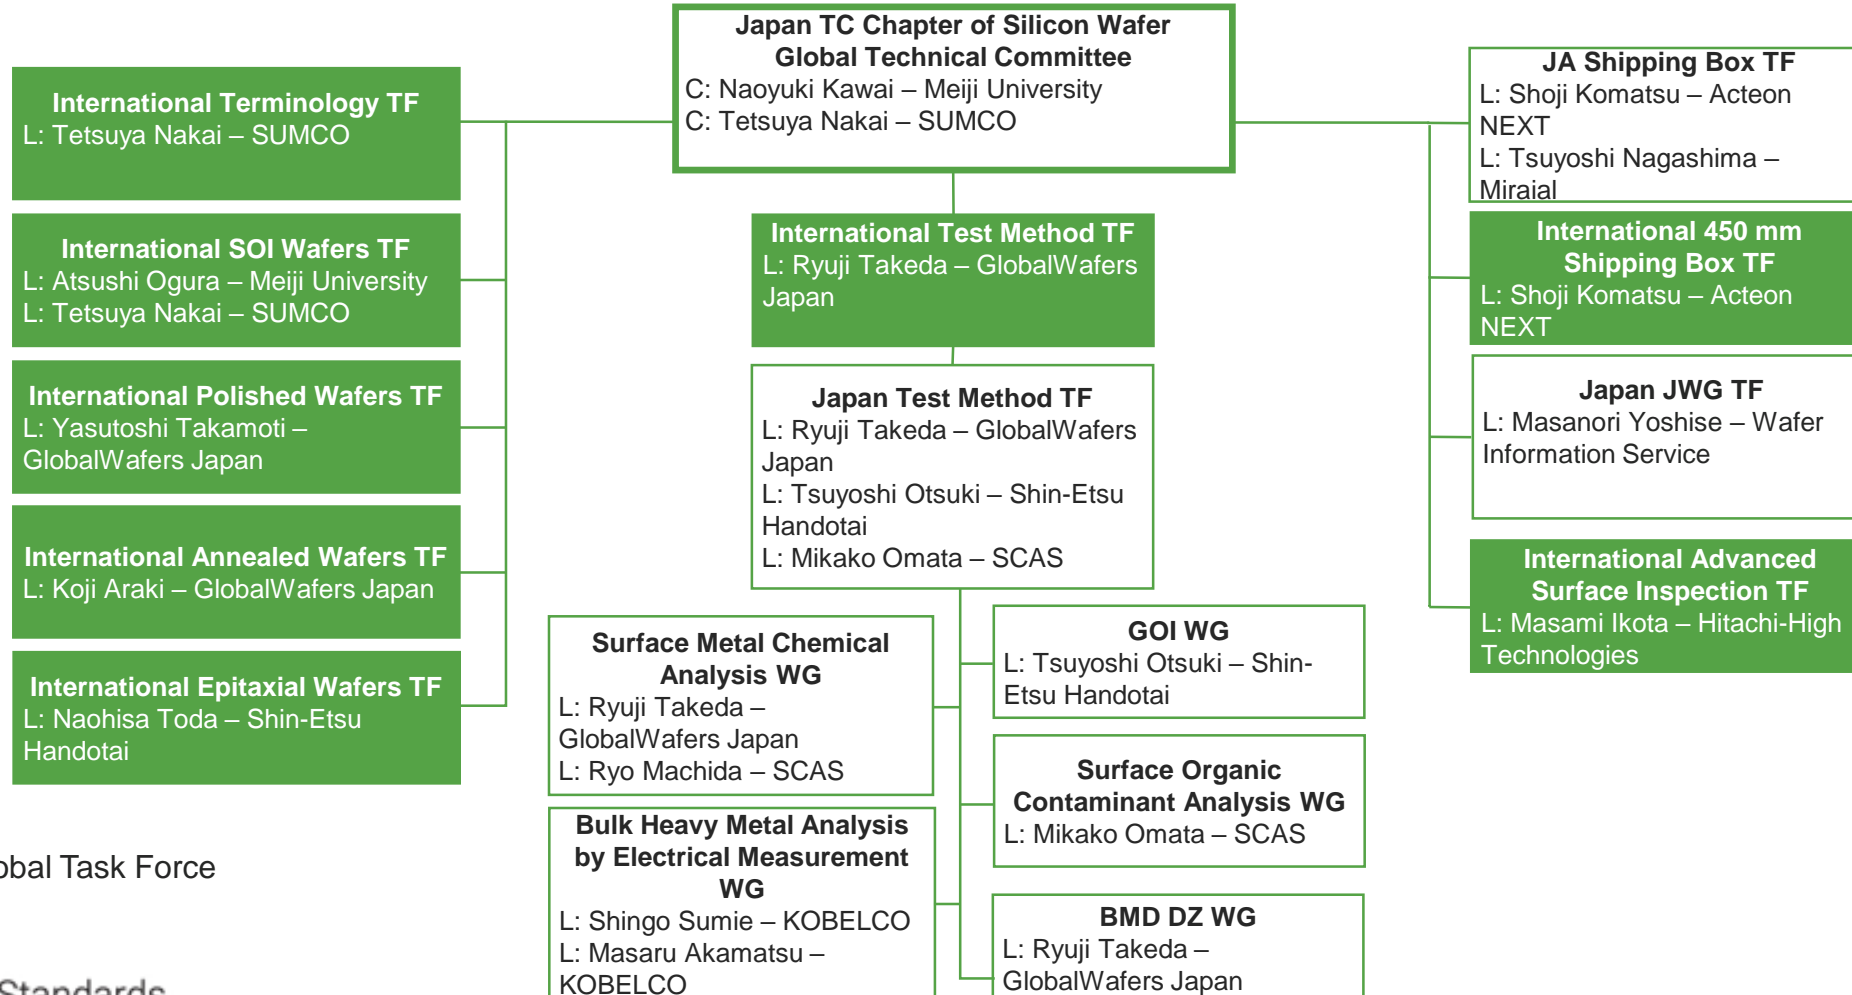 Japan TC Chapter of Silicon Wafer
Global Technical Committee
C: Naoyuki Kawai – Meiji University
C: Tetsuya Nakai – SUMCO
International Terminology TF
L: Tetsuya Nakai – SUMCO
International SOI Wafers TF
L: Atsushi Ogura – Meiji University
L: Tetsuya Nakai – SUMCO
International Polished Wafers TF
L: Yasutoshi Takamoti –
GlobalWafers Japan
International Annealed Wafers TF
L: Koji Araki – GlobalWafers Japan
International Epitaxial Wafers TF
L: Naohisa Toda – Shin-Etsu
Handotai
International Test Method TF
L: Ryuji Takeda – GlobalWafers
Japan
Japan Test Method TF
L: Ryuji Takeda – GlobalWafers
Japan
L: Tsuyoshi Otsuki – Shin-Etsu
Handotai
L: Mikako Omata – SCAS
Surface Metal Chemical
Analysis WG
L: Ryuji Takeda –
GlobalWafers Japan
L: Ryo Machida – SCAS
Bulk Heavy Metal Analysis
by Electrical Measurement
WG
L: Shingo Sumie – KOBELCO
L: Masaru Akamatsu –
KOBELCO
GOI WG
L: Tsuyoshi Otsuki – Shin-
Etsu Handotai
Surface Organic
Contaminant Analysis WG
L: Mikako Omata – SCAS
BMD DZ WG
L: Ryuji Takeda –
GlobalWafers Japan
JA Shipping Box TF
L: Shoji Komatsu – Acteon
NEXT
L: Tsuyoshi Nagashima –
Miraial
International 450 mm
Shipping Box TF
L: Shoji Komatsu – Acteon
NEXT
Japan JWG TF
L: Masanori Yoshise – Wafer
Information Service
International Advanced
Surface Inspection TF
L: Masami Ikota – Hitachi-High
Technologies
obal Task Force
Standards